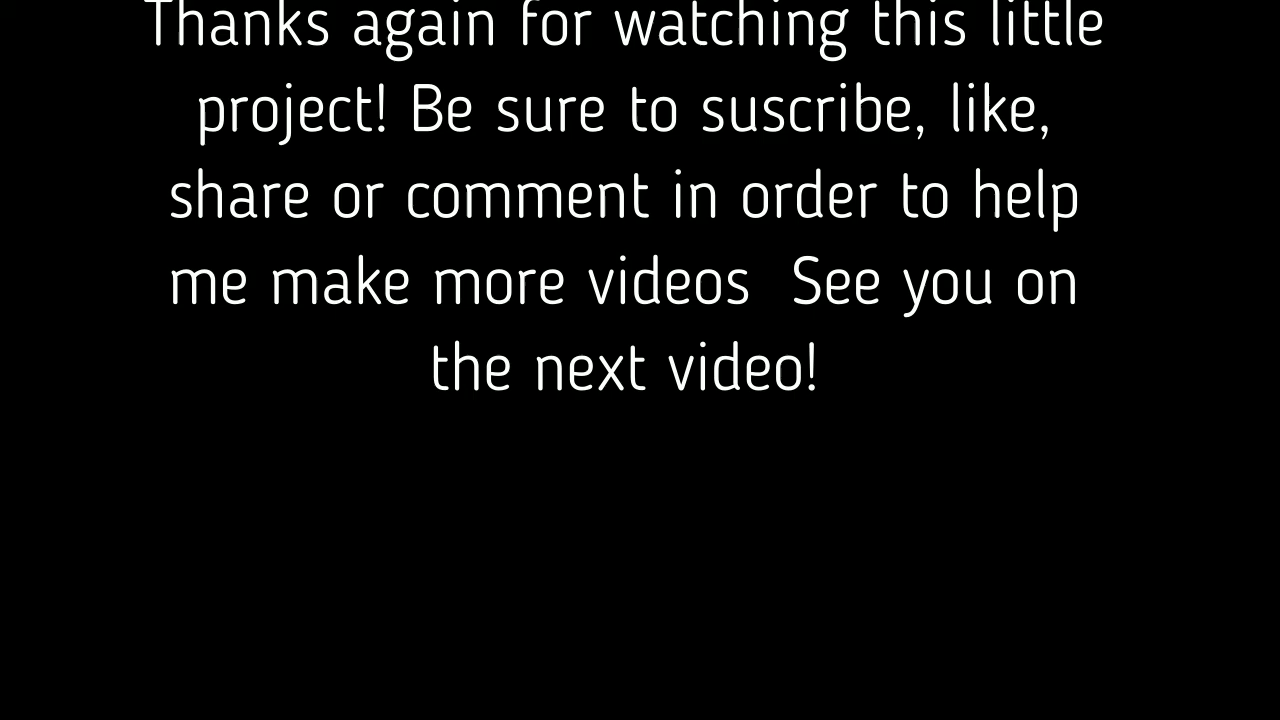 Thanks again for watching this little
project! Be sure to suscribe, like,
share or comment in order to help
me make more videos  See you on
the next video!